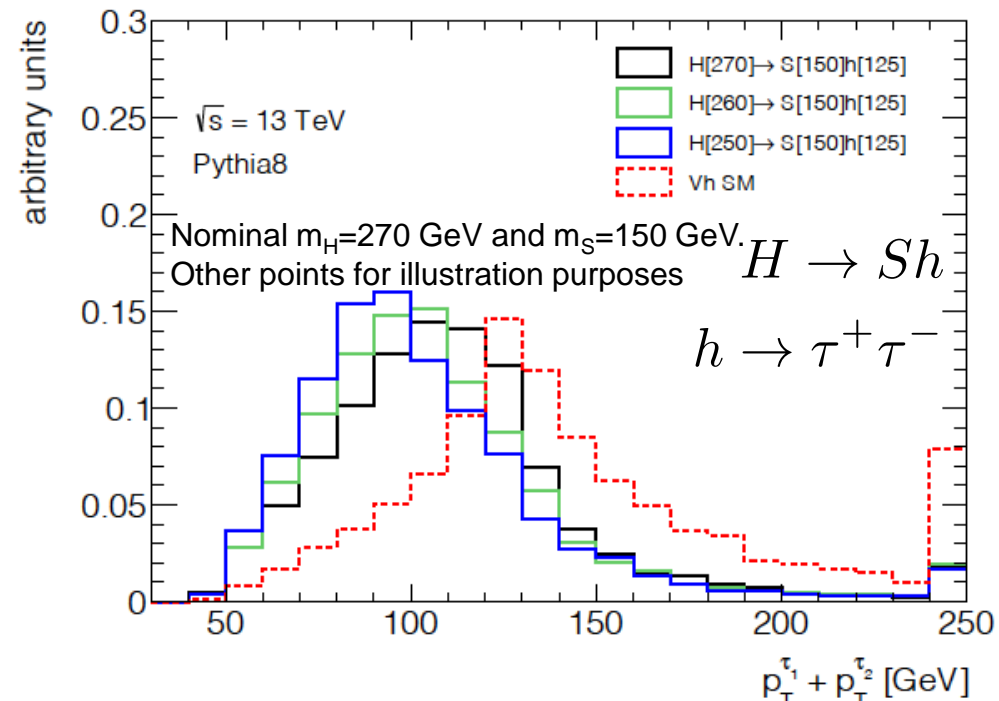 arbitrary units
0.3
0.25
0.2
0.15
0.1
0.05
0
√s = 13 TeV
Pythia8
H[270]→ S[150]h[125]
H[260]→ S[150]h[125]
H[250]→ S[150]h[125]
Vh SM
Nominal m_H=270 GeV and m_S=150 GeV.
Other points for illustration purposes
H → Sh
h → τ⁺τ⁻
50 100 150 200 250
p_T^τ₁ + p_T^τ₂ [GeV]